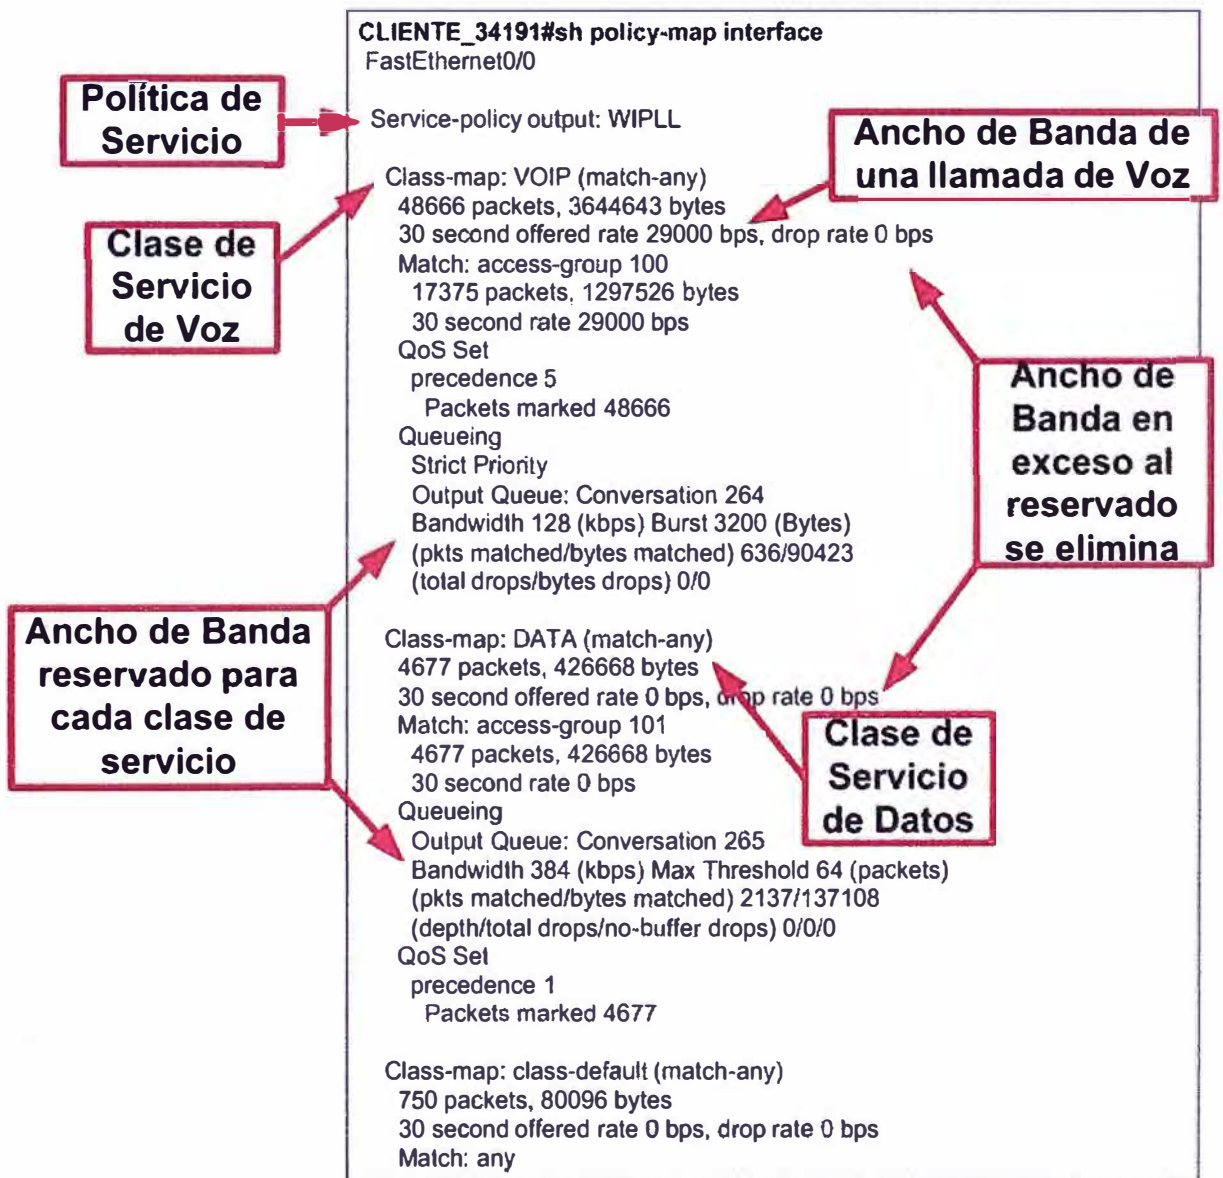 CLIENTE_34191#sh policy-map interface
FastEthernet0/0
Política de
Servicio
Service-policy output: WIPLL
Ancho de Banda de
una llamada de Voz
Class-map: VOIP (match-any)
48666 packets, 3644643 bytes
30 second offered rate 29000 bps, drop rate 0 bps
Match: access-group 100
17375 packets, 1297526 bytes
30 second rate 29000 bps
QoS Set
precedence 5
Packets marked 48666
Queueing
Strict Priority
Output Queue: Conversation 264
Bandwidth 128 (kbps) Burst 3200 (Bytes)
(pkts matched/bytes matched) 636/90423
(total drops/bytes drops) 0/0
Clase de
Servicio
de Voz
Ancho de
Banda en
exceso al
reservado
se elimina
Ancho de Banda
reservado para
cada clase de
servicio
Class-map: DATA (match-any)
4677 packets, 426668 bytes
30 second offered rate 0 bps, drop rate 0 bps
Match: access-group 101
4677 packets, 426668 bytes
30 second rate 0 bps
Queueing
Output Queue: Conversation 265
Bandwidth 384 (kbps) Max Threshold 64 (packets)
(pkts matched/bytes matched) 2137/137108
(depth/total drops/no-buffer drops) 0/0/0
QoS Set
precedence 1
Packets marked 4677
Clase de
Servicio
de Datos
Class-map: class-default (match-any)
750 packets, 80096 bytes
30 second offered rate 0 bps, drop rate 0 bps
Match: any